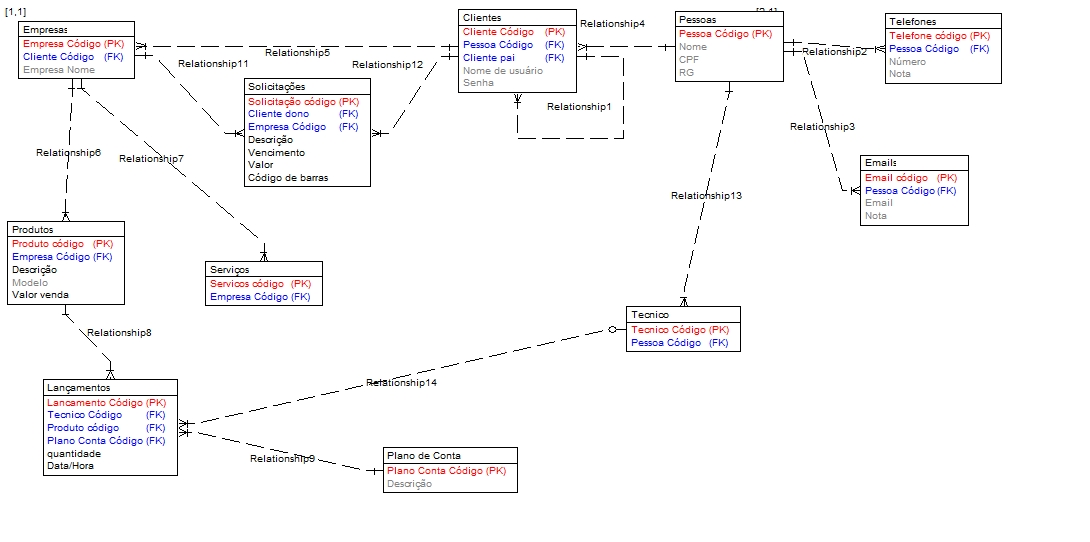 [1,1]
Empresas
Empresa Código (PK)
Cliente Código (FK)
Empresa Nome
Clientes
Cliente Código (PK)
Pessoa Código (FK)
Cliente pai (FK)
Nome de usuário
Senha
Relationship4
Pessoas
Pessoa Código (PK)
Nome
CPF
RG
Telefones
Telefone código (PK)
Pessoa Código (FK)
Número
Nota
Relationship5
Relationship2
Relationship11
Relationship12
Solicitações
Solicitação código (PK)
Cliente dono (FK)
Empresa Código (FK)
Descrição
Vencimento
Valor
Código de barras
Relationship1
Relationship3
Relationship6
Relationship7
Emails
Email código (PK)
Pessoa Código (FK)
Email
Nota
Relationship13
Produtos
Produto código (PK)
Empresa Código (FK)
Descrição
Modelo
Valor venda
Serviços
Servicos código (PK)
Empresa Código (FK)
Tecnico
Tecnico Código (PK)
Pessoa Código (FK)
Relationship8
Relationship14
Lançamentos
Lancamento Código (PK)
Tecnico Código (FK)
Produto código (FK)
Plano Conta Código (FK)
quantidade
Data/Hora
Relationship9
Plano de Conta
Plano Conta Código (PK)
Descrição